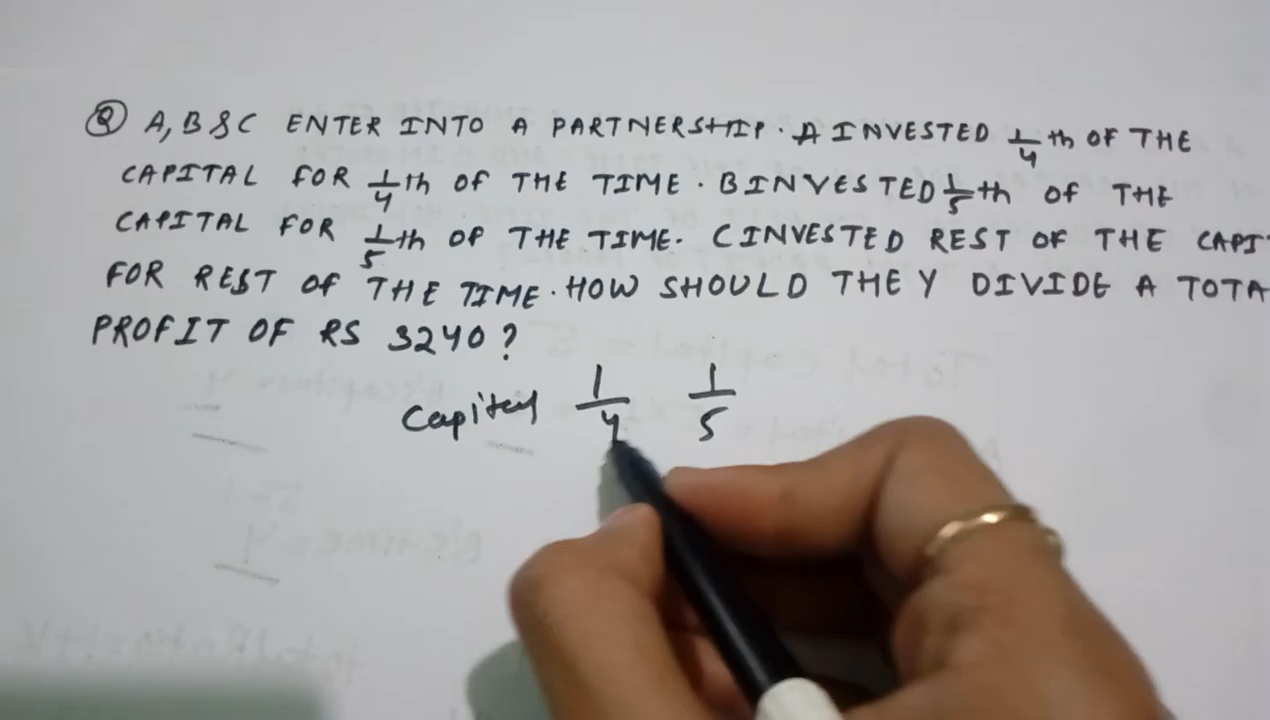 Q A, B & C ENTER INTO A PARTNERSHIP. A INVESTED 1/4 th OF THE
CAPITAL FOR 1/4 th OF THE TIME. B INVESTED 1/5 th OF THE
CAPITAL FOR 1/5 th OF THE TIME. C INVESTED REST OF THE CAPI
FOR REST OF THE TIME. HOW SHOULD THEY DIVIDE A TOTA
PROFIT OF RS 3240?
Capital 1/4 1/5